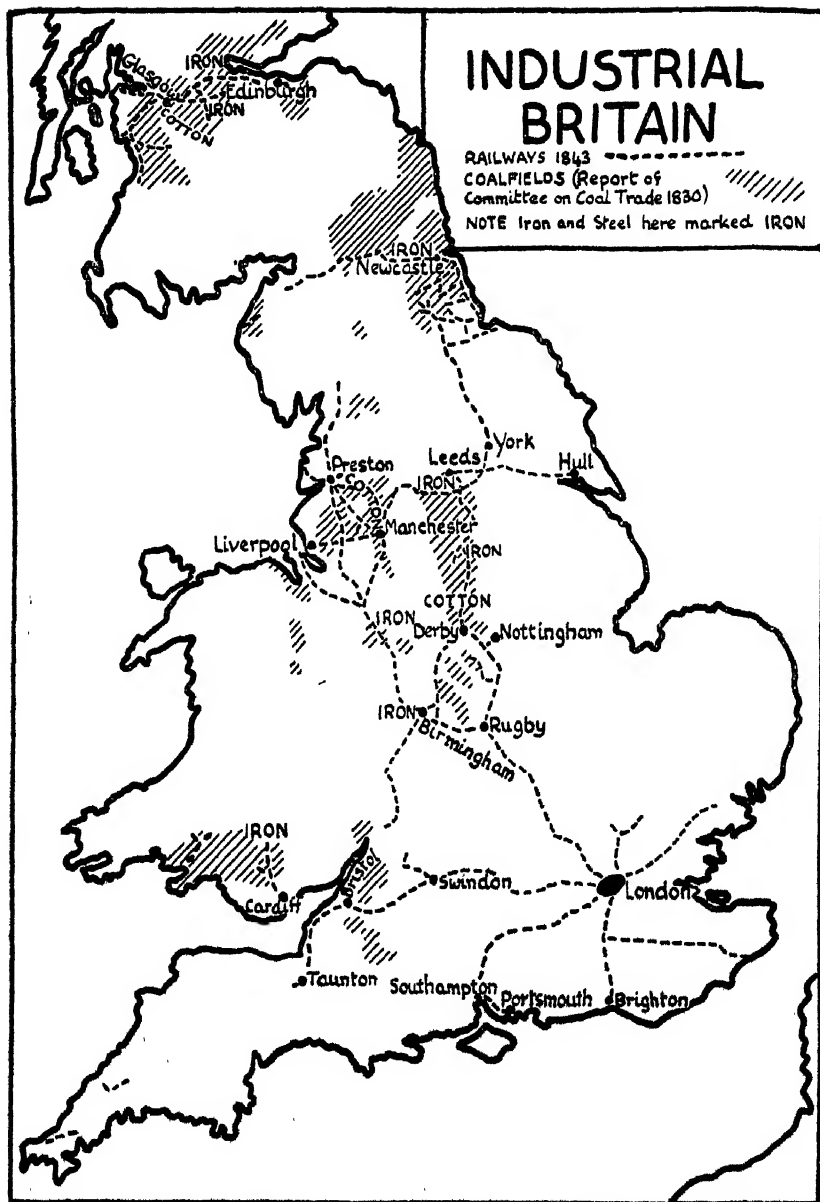 INDUSTRIAL
BRITAIN
RAILWAYS 1843
COALFIELDS (Report of
Committee on Coal Trade 1830)
NOTE Iron and Steel here marked IRON
Glasgow
IRON
Edinburgh
IRON
COTTON
IRON
Newcastle
York
Leeds
Hull
Preston
IRON
COTTON
Manchester
Liverpool
IRON
COTTON
IRON
Derby
Nottingham
IRON
Birmingham
Rugby
IRON
Bristol
Swindon
Cardiff
London
Taunton
Southampton
Portsmouth
Brighton